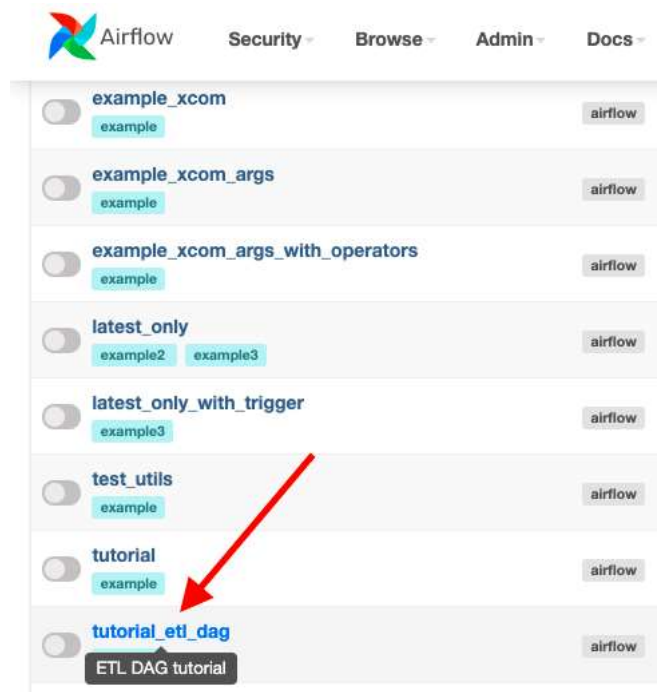 Airflow Security Browse Admin Docs
example_xcom
example
airflow
example_xcom_args
example
airflow
example_xcom_args_with_operators
example
airflow
latest_only
example2 example3
airflow
latest_only_with_trigger
example3
airflow
test_utils
example
airflow
tutorial
example
airflow
tutorial_etl_dag
airflow
ETL DAG tutorial